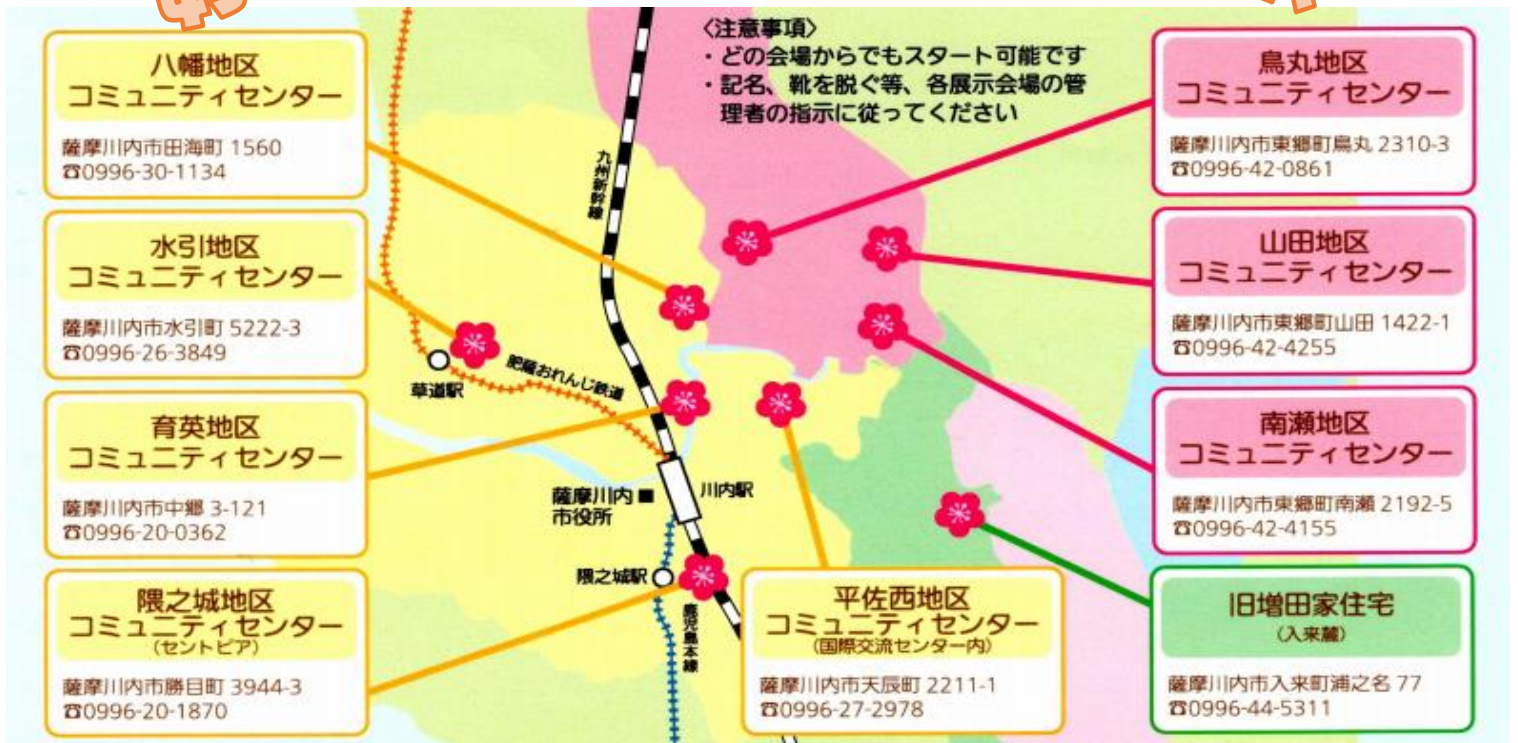 〈注意事項〉
・どの会場からでもスタート可能です
・記名、靴を脱ぐ等、各展示会場の管
理者の指示に従ってください
八幡地区
コミュニティセンター
薩摩川内市田海町 1560
☎0996-30-1134
水引地区
コミュニティセンター
薩摩川内市水引町 5222-3
☎0996-26-3849
育英地区
コミュニティセンター
薩摩川内市中郷 3-121
☎0996-20-0362
隈之城地区
コミュニティセンター
(セントピア)
薩摩川内市勝目町 3944-3
☎0996-20-1870
九州新幹線
肥薩おれんじ鉄道
草道駅
薩摩川内
市役所
川内駅
隈之城駅
鹿児島本線
平佐西地区
コミュニティセンター
(国際交流センター内)
薩摩川内市天辰町 2211-1
☎0996-27-2978
鳥丸地区
コミュニティセンター
薩摩川内市東郷町鳥丸 2310-3
☎0996-42-0861
山田地区
コミュニティセンター
薩摩川内市東郷町山田 1422-1
☎0996-42-4255
南瀬地区
コミュニティセンター
薩摩川内市東郷町南瀬 2192-5
☎0996-42-4155
旧増田家住宅
(入来麓)
薩摩川内市入来町浦之名 77
☎0996-44-5311